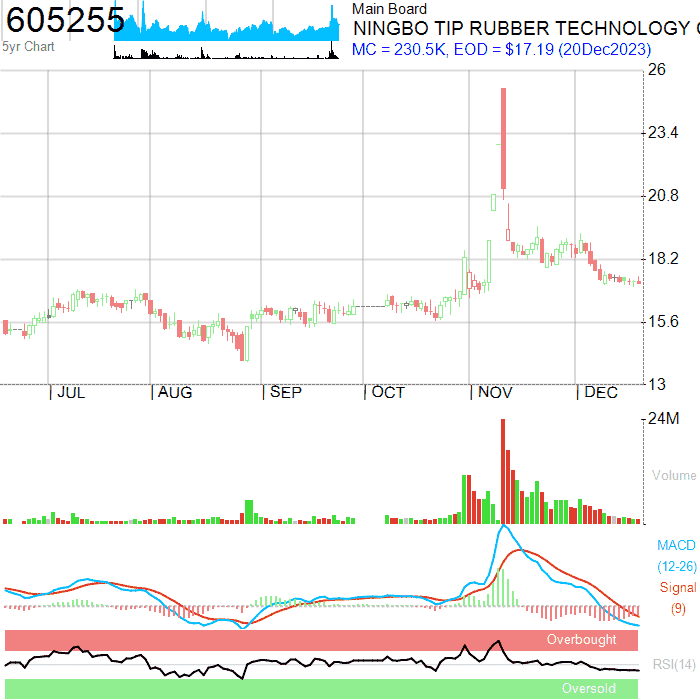 605255
5yr Chart
Main Board
NINGBO TIP RUBBER TECHNOLOGY
MC = 230.5K, EOD = $17.19 (20Dec2023)
26
23.4
20.8
18.2
15.6
13
JUL
AUG
SEP
OCT
NOV
DEC
24M
Volume
MACD
(12-26)
Signal
(9)
Overbought
RSI(14)
Oversold